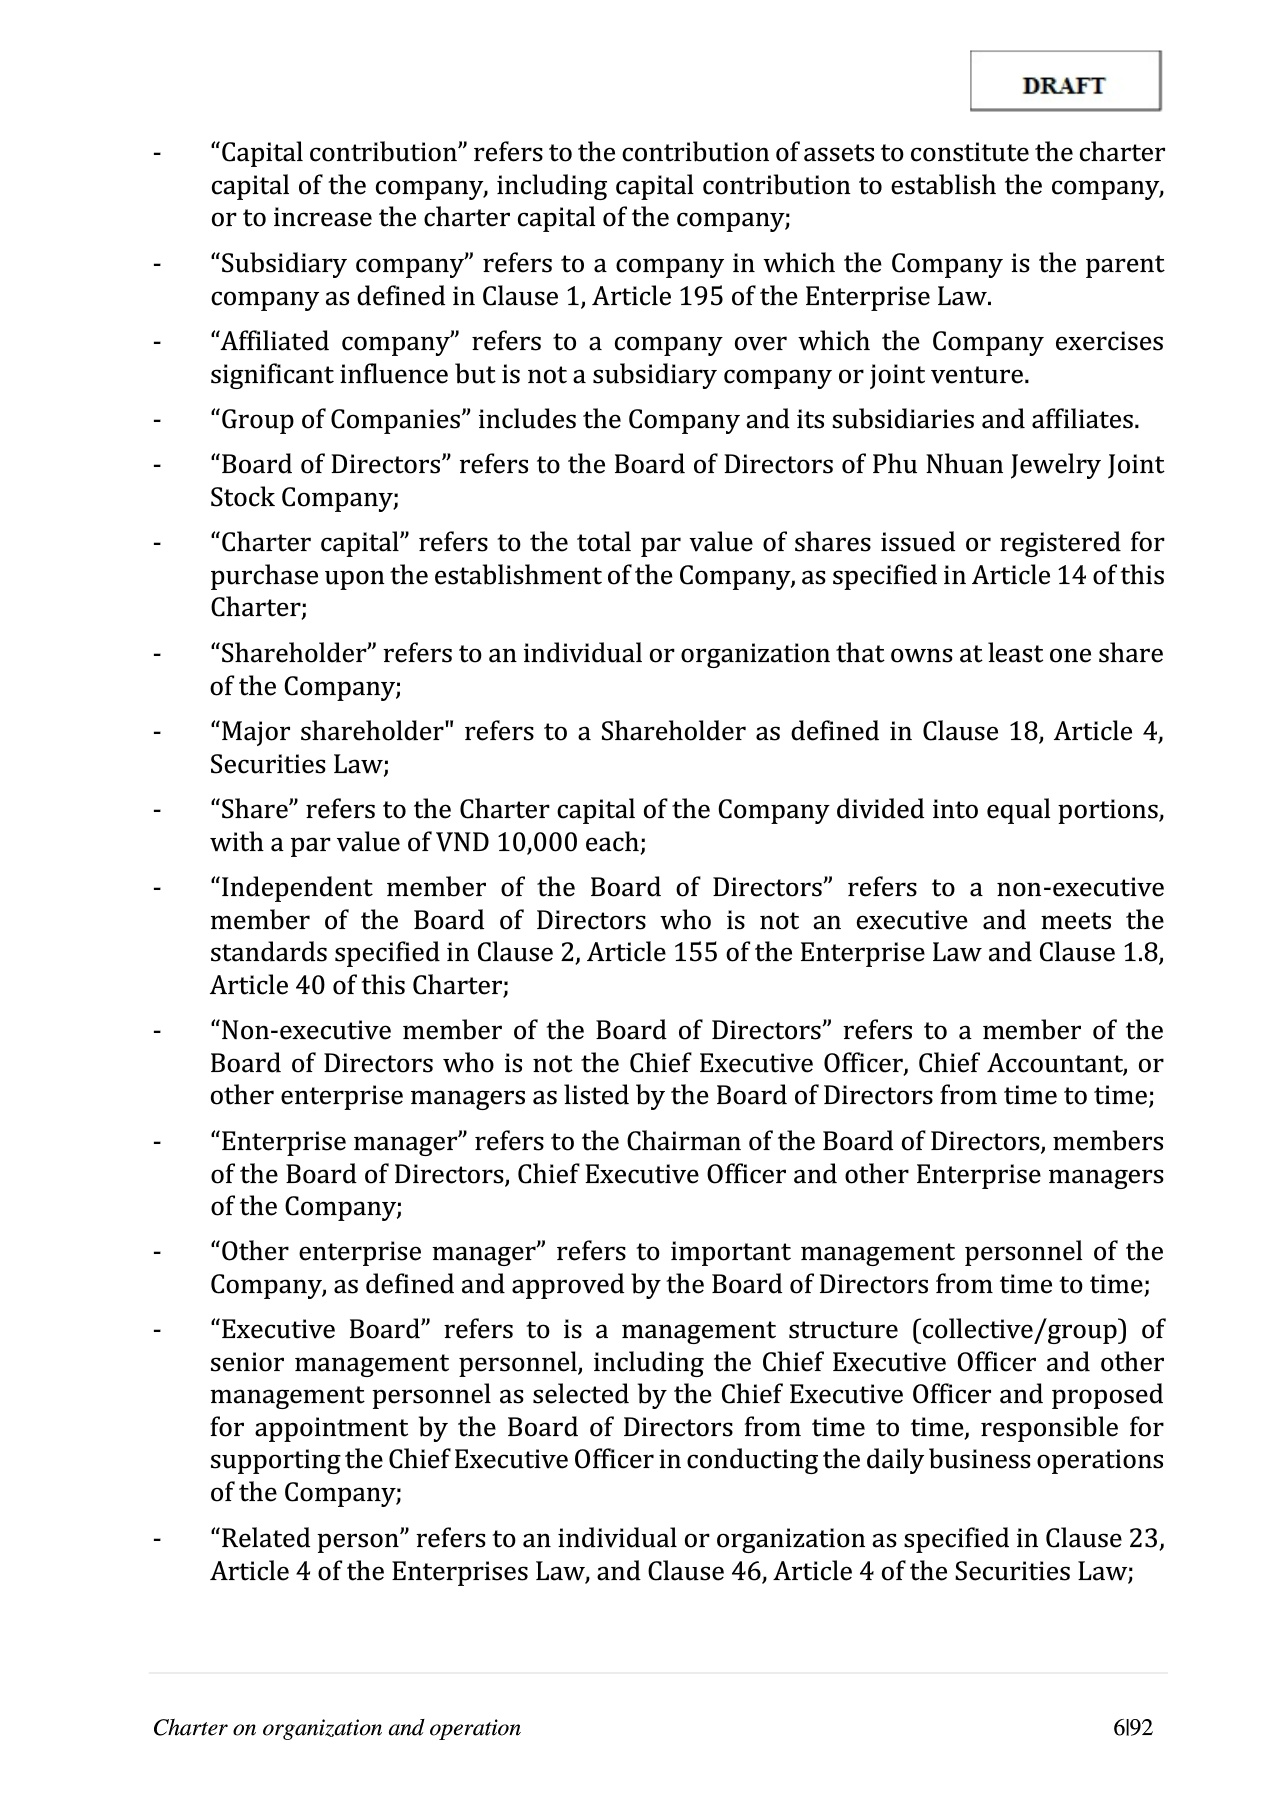 DRAFT
- “Capital contribution” refers to the contribution of assets to constitute the charter
capital of the company, including capital contribution to establish the company,
or to increase the charter capital of the company;
- “Subsidiary company” refers to a company in which the Company is the parent
company as defined in Clause 1, Article 195 of the Enterprise Law.
- “Affiliated company” refers to a company over which the Company exercises
significant influence but is not a subsidiary company or joint venture.
- “Group of Companies” includes the Company and its subsidiaries and affiliates.
- “Board of Directors” refers to the Board of Directors of Phu Nhuan Jewelry Joint
Stock Company;
- “Charter capital” refers to the total par value of shares issued or registered for
purchase upon the establishment of the Company, as specified in Article 14 of this
Charter;
- “Shareholder” refers to an individual or organization that owns at least one share
of the Company;
- “Major shareholder" refers to a Shareholder as defined in Clause 18, Article 4,
Securities Law;
- “Share” refers to the Charter capital of the Company divided into equal portions,
with a par value of VND 10,000 each;
- “Independent member of the Board of Directors” refers to a non-executive
member of the Board of Directors who is not an executive and meets the
standards specified in Clause 2, Article 155 of the Enterprise Law and Clause 1.8,
Article 40 of this Charter;
- “Non-executive member of the Board of Directors” refers to a member of the
Board of Directors who is not the Chief Executive Officer, Chief Accountant, or
other enterprise managers as listed by the Board of Directors from time to time;
- “Enterprise manager” refers to the Chairman of the Board of Directors, members
of the Board of Directors, Chief Executive Officer and other Enterprise managers
of the Company;
- “Other enterprise manager” refers to important management personnel of the
Company, as defined and approved by the Board of Directors from time to time;
- “Executive Board” refers to is a management structure (collective/group) of
senior management personnel, including the Chief Executive Officer and other
management personnel as selected by the Chief Executive Officer and proposed
for appointment by the Board of Directors from time to time, responsible for
supporting the Chief Executive Officer in conducting the daily business operations
of the Company;
- “Related person” refers to an individual or organization as specified in Clause 23,
Article 4 of the Enterprises Law, and Clause 46, Article 4 of the Securities Law;
Charter on organization and operation 6|92